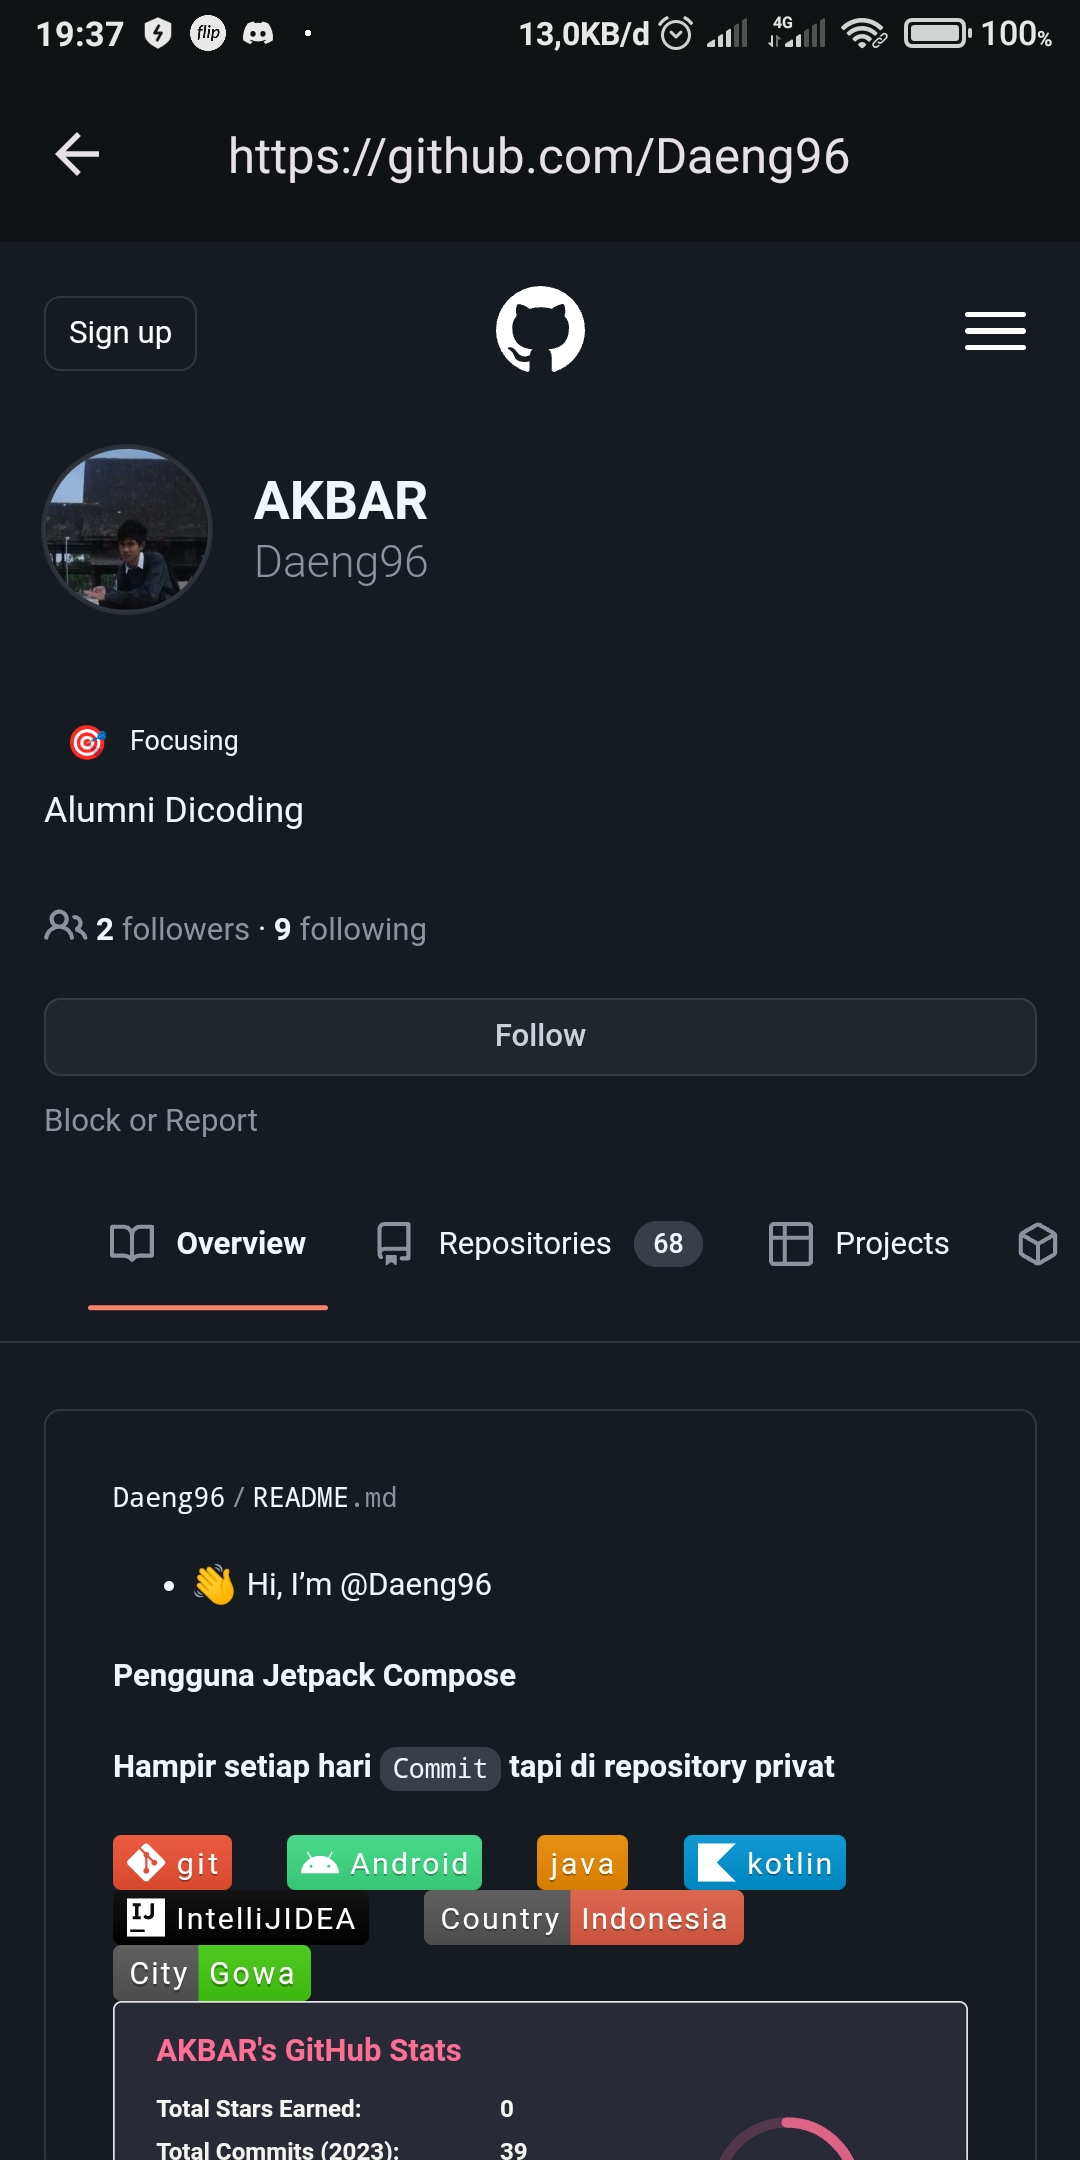 19:37 flip 13,0KB/d 4G 100%
https://github.com/Daeng96
Sign up
AKBAR
Daeng96
Focusing
Alumni Dicoding
2 followers · 9 following
Follow
Block or Report
Overview Repositories 68 Projects
Daeng96 / README.md
• 👋 Hi, I’m @Daeng96
Pengguna Jetpack Compose
Hampir setiap hari Commit tapi di repository privat
git Android java kotlin
IJ IntelliJIDEA Country Indonesia
City Gowa
AKBAR's GitHub Stats
Total Stars Earned: 0
Total Commits (2023): 39